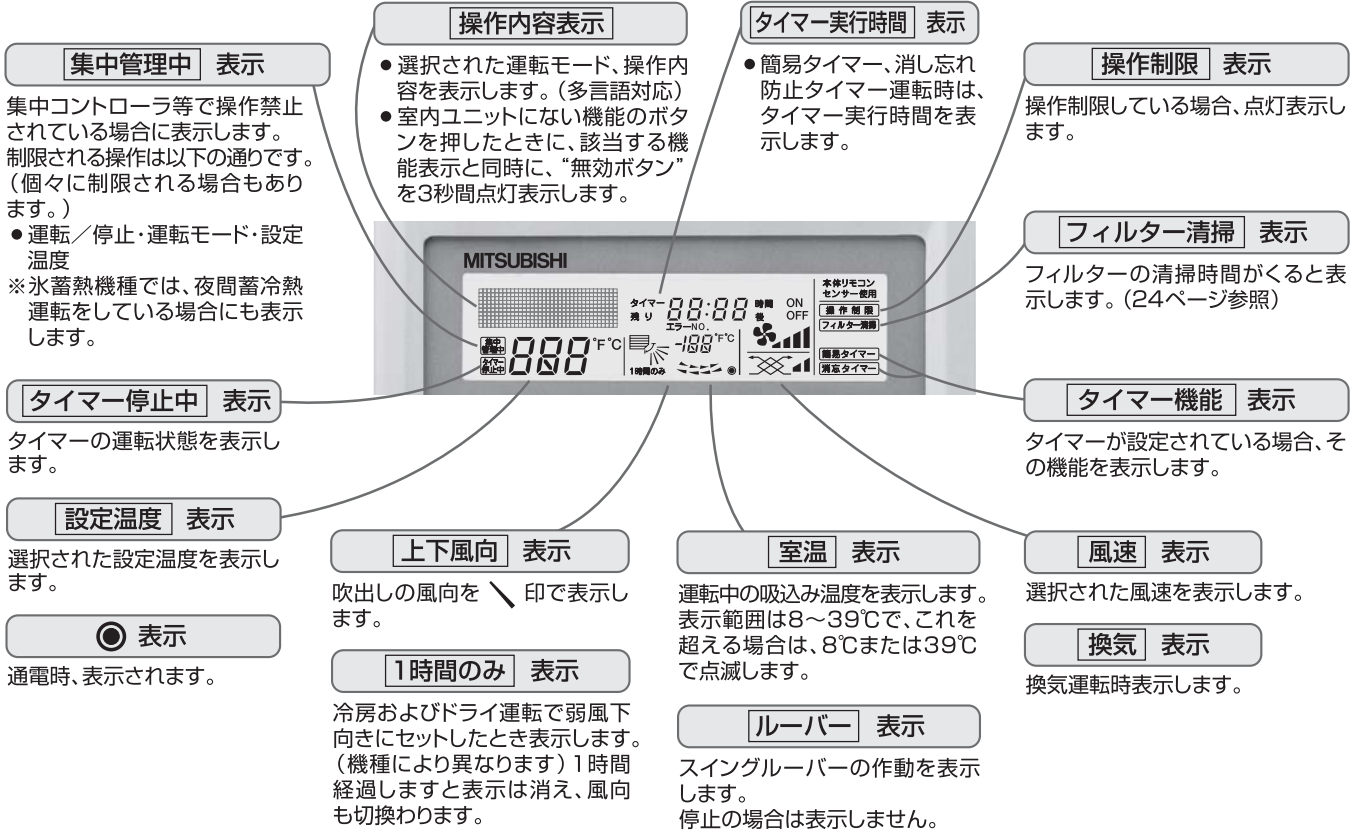 集中管理中 表示
集中コントローラ等で操作禁止
されている場合に表示します。
制限される操作は以下の通りです。
(個々に制限される場合もあり
ます。)
●運転／停止・運転モード・設定
温度
※氷蓄熱機種では、夜間蓄冷熱
運転をしている場合にも表示
します。
タイマー停止中 表示
タイマーの運転状態を表示し
ます。
設定温度 表示
選択された設定温度を表示し
ます。
◉ 表示
通電時、表示されます。
操作内容表示
●選択された運転モード、操作内
容を表示します。(多言語対応)
●室内ユニットにない機能のボタ
ンを押したときに、該当する機
能表示と同時に、“無効ボタン”
を3秒間点灯表示します。
タイマー実行時間 表示
●簡易タイマー、消し忘れ
防止タイマー運転時は、
タイマー実行時間を表
示します。
MITSUBISHI
タイマー 88:88 時間 ON
残り 後 OFF
エラーNO.
本体リモコン
センサー使用
操作制限
フィルター清掃
集中
管理中
タイマー
停止中
888 °F°C
-188 °F°C
1時間のみ
簡易タイマー
消忘タイマー
上下風向 表示
吹出しの風向を 印で表示し
ます。
1時間のみ 表示
冷房およびドライ運転で弱風下
向きにセットしたとき表示します。
(機種により異なります)1時間
経過しますと表示は消え、風向
も切換わります。
室温 表示
運転中の吸込み温度を表示します。
表示範囲は8～39℃で、これを
超える場合は、8℃または39℃
で点滅します。
ルーバー 表示
スイングルーバーの作動を表示
します。
停止の場合は表示しません。
操作制限 表示
操作制限している場合、点灯表示し
ます。
フィルター清掃 表示
フィルターの清掃時間がくると表
示します。(24ページ参照)
タイマー機能 表示
タイマーが設定されている場合、そ
の機能を表示します。
風速 表示
選択された風速を表示します。
換気 表示
換気運転時表示します。